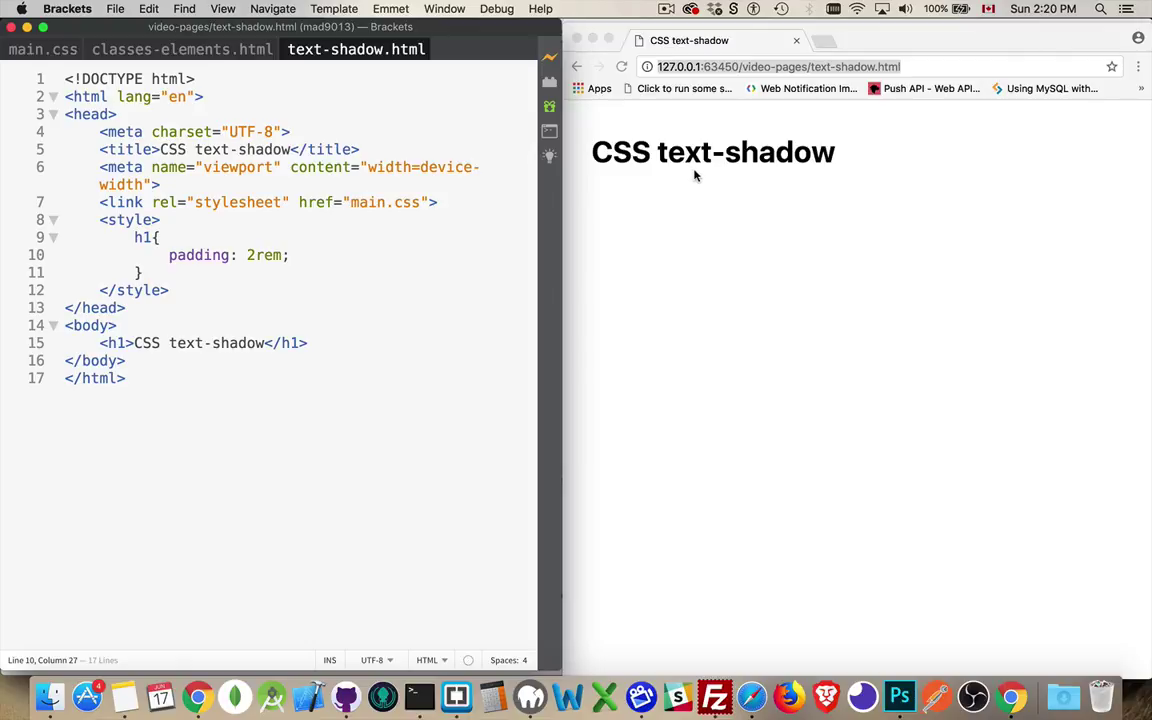 Brackets File Edit Find View Navigate Template Emmet Window Debug Help 100% Sun 2:20 PM
video-pages/text-shadow.html (mad9013) — Brackets
main.css classes-elements.html text-shadow.html
1 <!DOCTYPE html>
2 <html lang="en">
3 <head>
4 <meta charset="UTF-8">
5 <title>CSS text-shadow</title>
6 <meta name="viewport" content="width=device-
width">
7 <link rel="stylesheet" href="main.css">
8 <style>
9 h1{
10 padding: 2rem;
11 }
12 </style>
13 </head>
14 <body>
15 <h1>CSS text-shadow</h1>
16 </body>
17 </html>
Line 10, Column 27 — 17 Lines INS UTF-8 HTML Spaces: 4
CSS text-shadow
127.0.0.1:63450/video-pages/text-shadow.html
Apps Click to run some s... Web Notification Im... Push API - Web API... Using MySQL with... »
CSS text-shadow
4
JUN
17